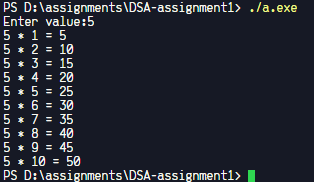 PS D:\assignments\DSA-assignment1> ./a.exe
Enter value:5
5 * 1 = 5
5 * 2 = 10
5 * 3 = 15
5 * 4 = 20
5 * 5 = 25
5 * 6 = 30
5 * 7 = 35
5 * 8 = 40
5 * 9 = 45
5 * 10 = 50
PS D:\assignments\DSA-assignment1>